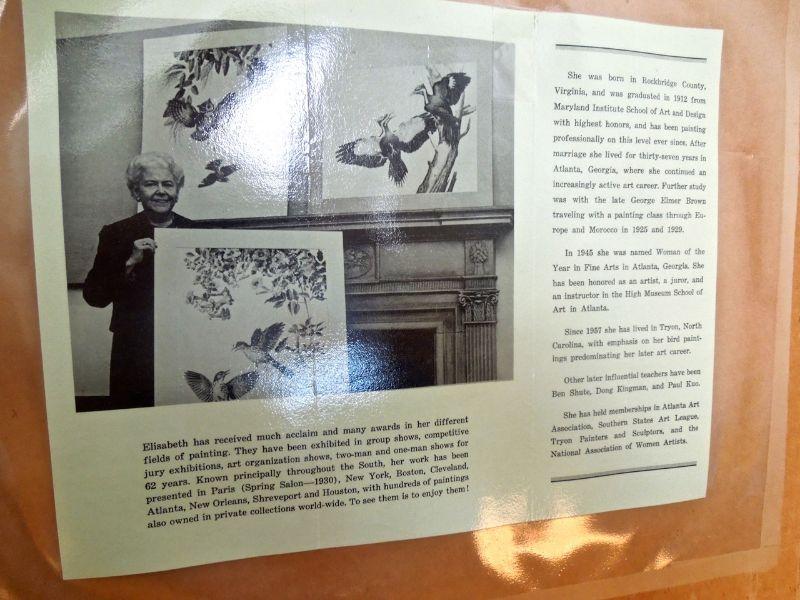 She was born in Rockbridge County,
Virginia, and was graduated in 1912 from
Maryland Institute School of Art and Design
with highest honors, and has been painting
professionally on this level ever since. After
marriage she lived for thirty-seven years in
Atlanta, Georgia, where she continued an
increasingly active art career. Further study
was with the late George Elmer Brown
traveling with a painting class through Eu-
rope and Morocco in 1925 and 1929.
In 1945 she was named Woman of the
Year in Fine Arts in Atlanta, Georgia. She
has been honored as an artist, a juror, and
an instructor in the High Museum School of
Art in Atlanta.
Since 1957 she has lived in Tryon, North
Carolina, with emphasis on her bird paint-
ings predominating her later art career.
Other later influential teachers have been
Ben Shute, Dong Kingman, and Paul Kuo.
She has held memberships in Atlanta Art
Association, Southern States Art League,
Tryon Painters and Sculptors, and the
National Association of Women Artists.
Elisabeth has received much acclaim and many awards in her different
fields of painting. They have been exhibited in group shows, competitive
jury exhibitions, art organization shows, two-man and one-man shows for
62 years. Known principally throughout the South, her work has been
presented in Paris (Spring Salon—1930), New York, Boston, Cleveland,
Atlanta, New Orleans, Shreveport and Houston, with hundreds of paintings
also owned in private collections world-wide. To see them is to enjoy them!